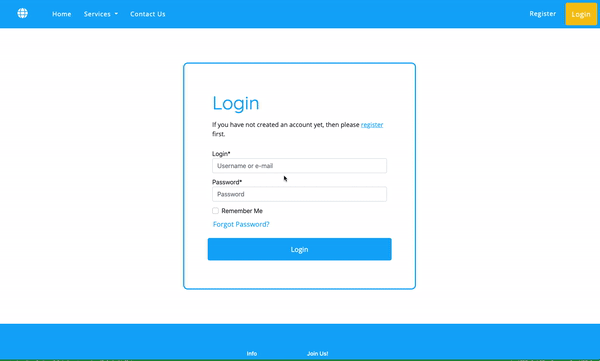 Home Services Contact Us Register Login
Login
If you have not created an account yet, then please register
first.
Login*
Username or e-mail
Password*
Password
Remember Me
Forgot Password?
Login
Info Join Us!